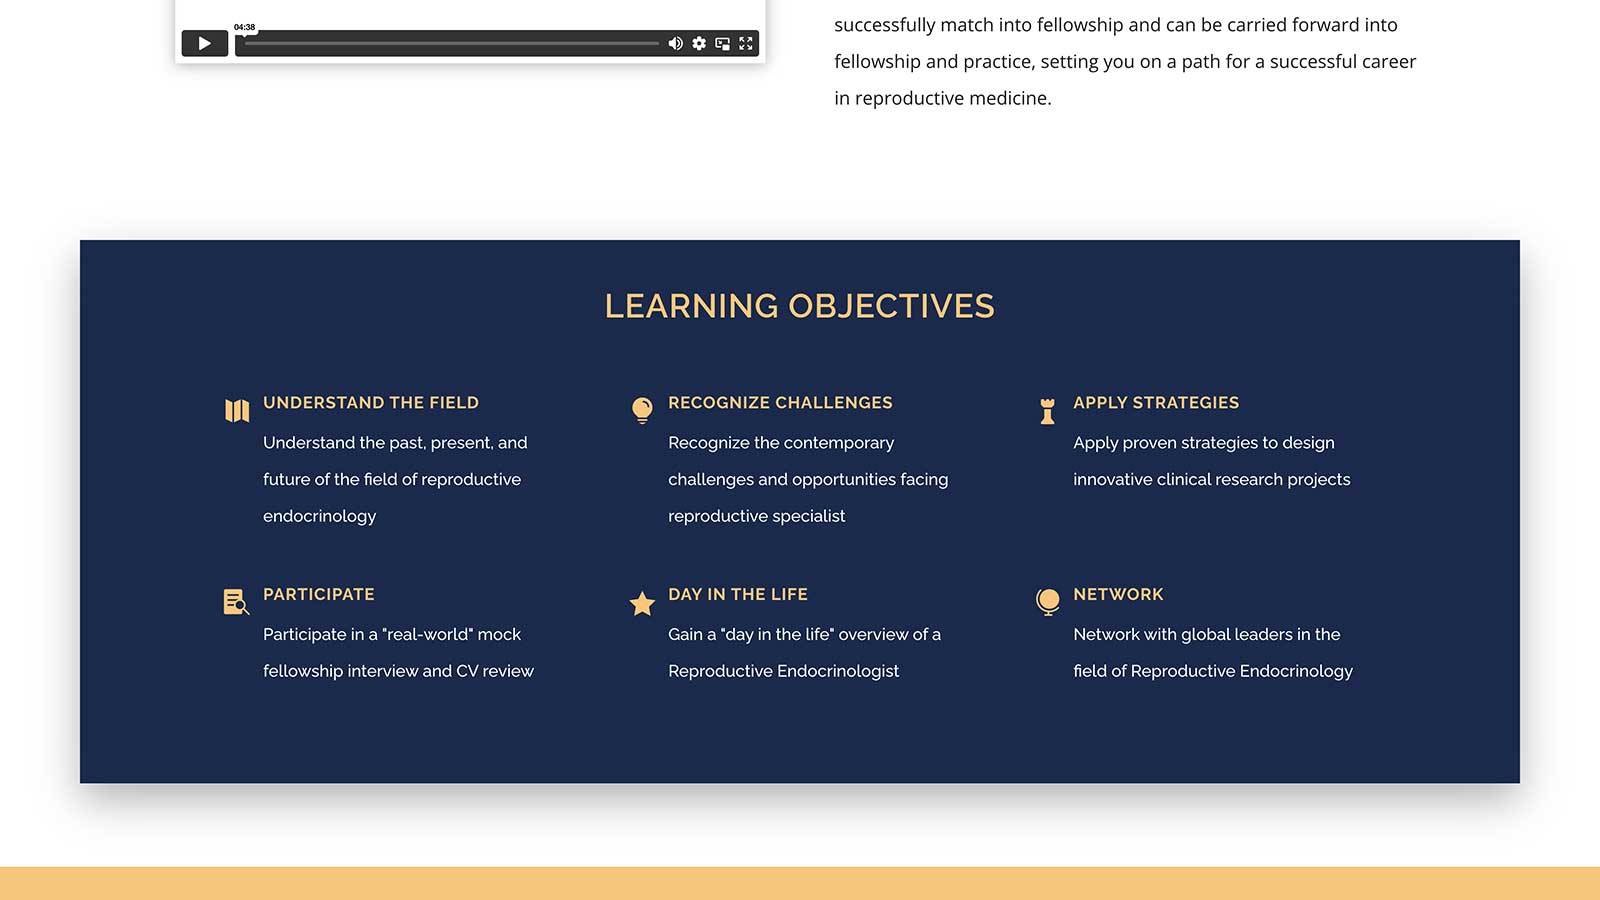 04:38
successfully match into fellowship and can be carried forward into
fellowship and practice, setting you on a path for a successful career
in reproductive medicine.
LEARNING OBJECTIVES
UNDERSTAND THE FIELD
Understand the past, present, and
future of the field of reproductive
endocrinology
RECOGNIZE CHALLENGES
Recognize the contemporary
challenges and opportunities facing
reproductive specialist
APPLY STRATEGIES
Apply proven strategies to design
innovative clinical research projects
PARTICIPATE
Participate in a "real-world" mock
fellowship interview and CV review
DAY IN THE LIFE
Gain a "day in the life" overview of a
Reproductive Endocrinologist
NETWORK
Network with global leaders in the
field of Reproductive Endocrinology